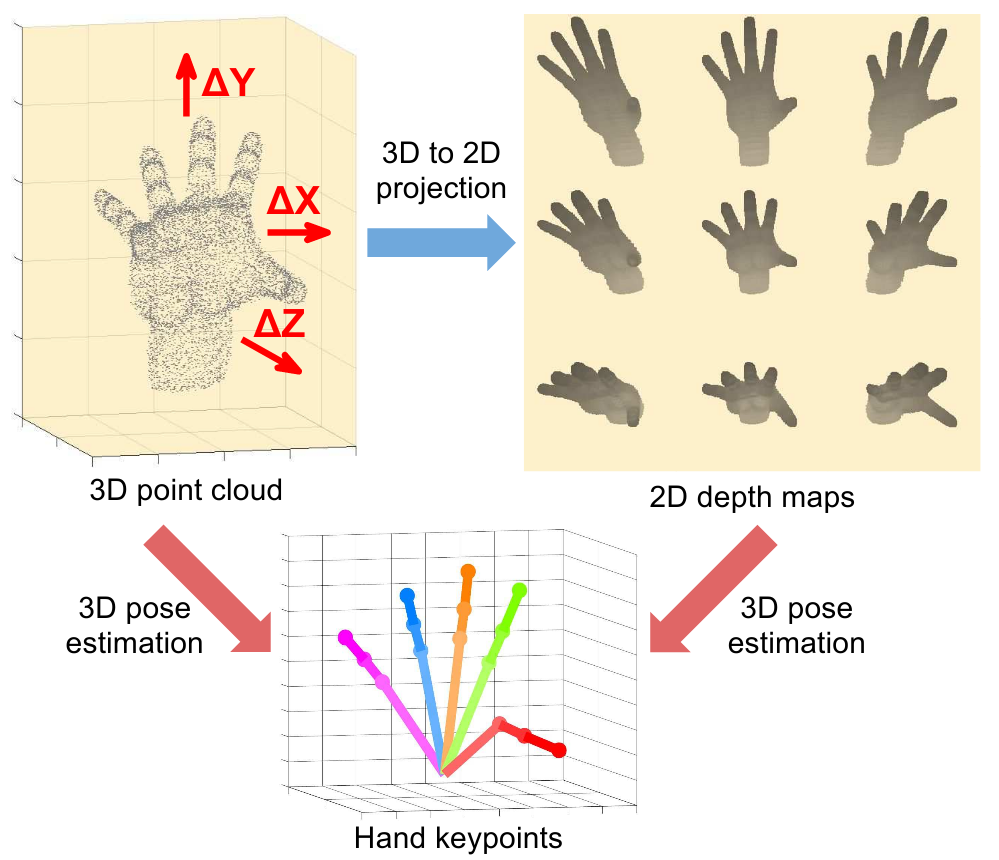 ΔY
ΔX
ΔZ
3D to 2D
projection
3D point cloud
2D depth maps
3D pose
estimation
3D pose
estimation
Hand keypoints